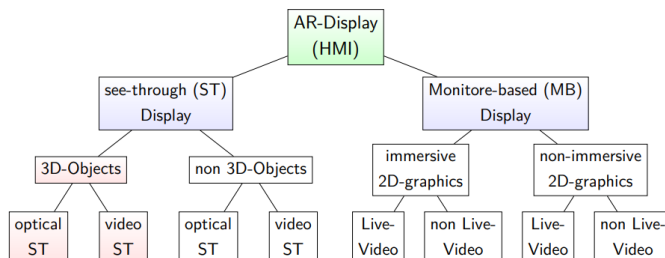 AR-Display
(HMI)
see-through (ST)
Display
Monitore-based (MB)
Display
3D-Objects
non 3D-Objects
immersive
2D-graphics
non-immersive
2D-graphics
optical
ST
video
ST
optical
ST
video
ST
Live-
Video
non Live-
Video
Live-
Video
non Live-
Video